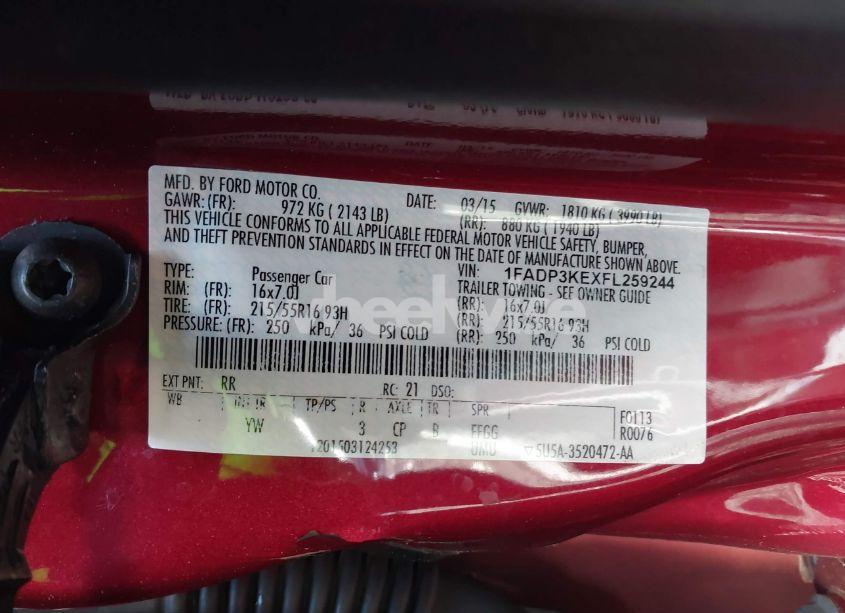 MFD. BY FORD MOTOR CO. DATE: 03/15 GVWR: 1810 KG ( 3990 LB)
GAWR: (FR): 972 KG ( 2143 LB) (RR): 880 KG ( 1940 LB)
THIS VEHICLE CONFORMS TO ALL APPLICABLE FEDERAL MOTOR VEHICLE SAFETY, BUMPER,
AND THEFT PREVENTION STANDARDS IN EFFECT ON THE DATE OF MANUFACTURE SHOWN ABOVE.
VIN: 1FADP3KEXFL259244
TYPE: Passenger Car TRAILER TOWING - SEE OWNER GUIDE
RIM: (FR): 16x7.0J (RR): 16x7.0J
TIRE: (FR): 215/55R16 93H (RR): 215/55R16 93H
PRESSURE: (FR): 250 kPa/ 36 PSI COLD (RR): 250 kPa/ 36 PSI COLD
EXT PNT: RR RC: 21 DSO:
WB INT TR TP/PS R AXLE TR SPR F0113
YW 3 CP B FFGG R0076
1201503124253 UMU ▽5U5A-3520472-AA